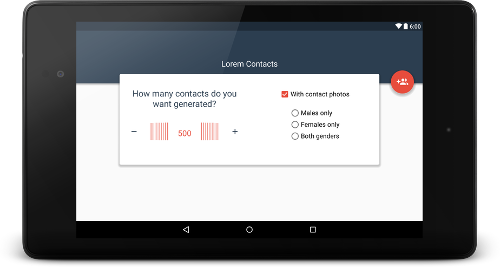 6:00
Lorem Contacts
How many contacts do you
want generated?
− 500 +
With contact photos
Males only
Females only
Both genders